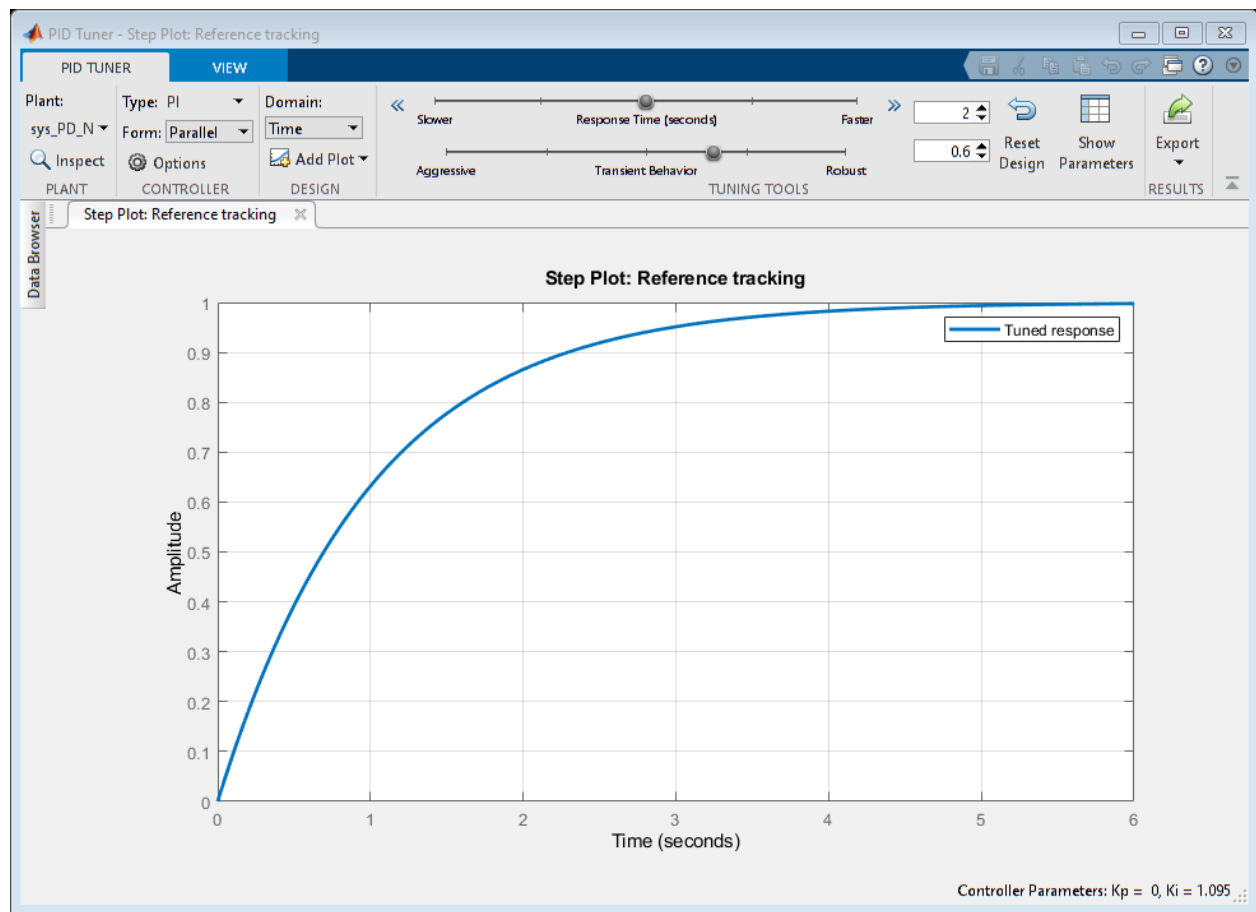 PID Tuner - Step Plot: Reference tracking
PID TUNER VIEW
Plant: Type: PI Domain:
sys_PD_N Form: Parallel Time
Inspect Options Add Plot
PLANT CONTROLLER DESIGN
Slower Response Time (seconds) Faster 2
Aggressive Transient Behavior Robust 0.6
TUNING TOOLS
Reset Design
Show Parameters
Export
RESULTS
Data Browser
Step Plot: Reference tracking
Step Plot: Reference tracking
Tuned response
Amplitude
1
0.9
0.8
0.7
0.6
0.5
0.4
0.3
0.2
0.1
0
0 1 2 3 4 5 6
Time (seconds)
Controller Parameters: Kp = 0, Ki = 1.095